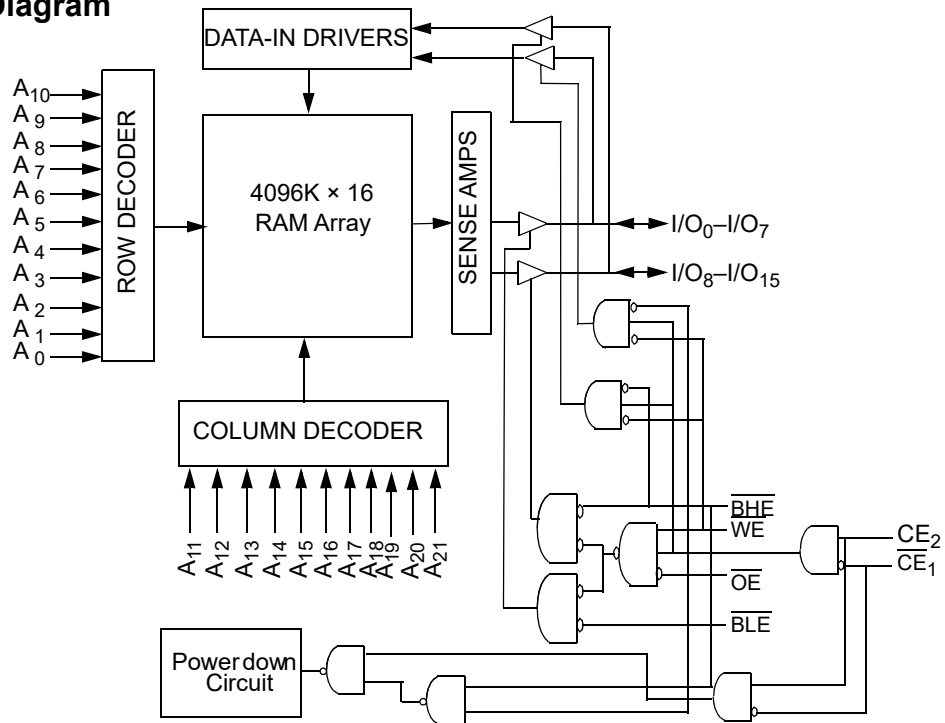 Diagram
DATA-IN DRIVERS
A10
A9
A8
A7
A6
A5
A4
A3
A2
A1
A0
ROW DECODER
4096K × 16
RAM Array
SENSE AMPS
I/O0–I/O7
I/O8–I/O15
COLUMN DECODER
A11
A12
A13
A14
A15
A16
A17
A18
A19
A20
A21
BHE
WE
CE2
CE1
OE
BLE
Power down
Circuit